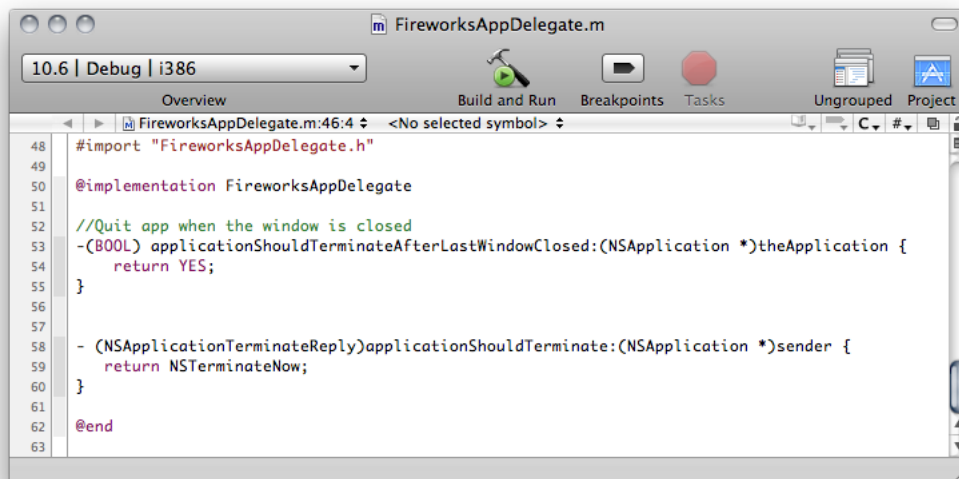 FireworksAppDelegate.m
10.6 | Debug | i386
Overview
Build and Run
Breakpoints
Tasks
Ungrouped
Project
FireworksAppDelegate.m:46:4
<No selected symbol>
C
#
48 #import "FireworksAppDelegate.h"
49
50 @implementation FireworksAppDelegate
51
52 //Quit app when the window is closed
53 -(BOOL) applicationShouldTerminateAfterLastWindowClosed:(NSApplication *)theApplication {
54     return YES;
55 }
56
57
58 - (NSApplicationTerminateReply)applicationShouldTerminate:(NSApplication *)sender {
59    return NSTerminateNow;
60 }
61
62 @end
63